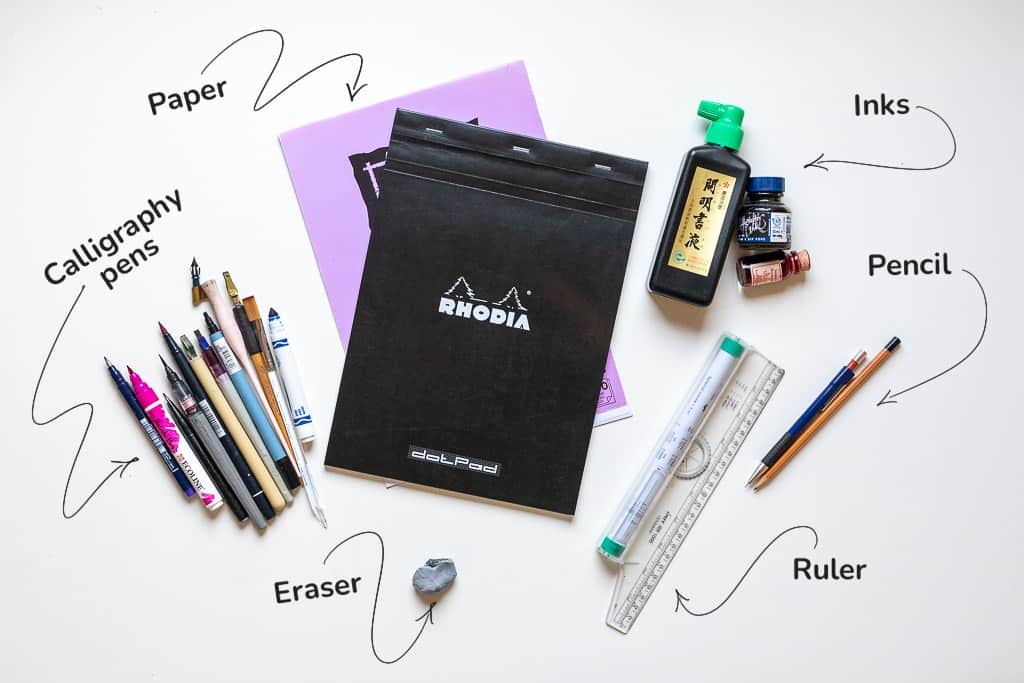 Paper
Inks
Calligraphy
pens
Pencil
RHODIA
開明書液
ECOLINE
dotPad
Eraser
Ruler